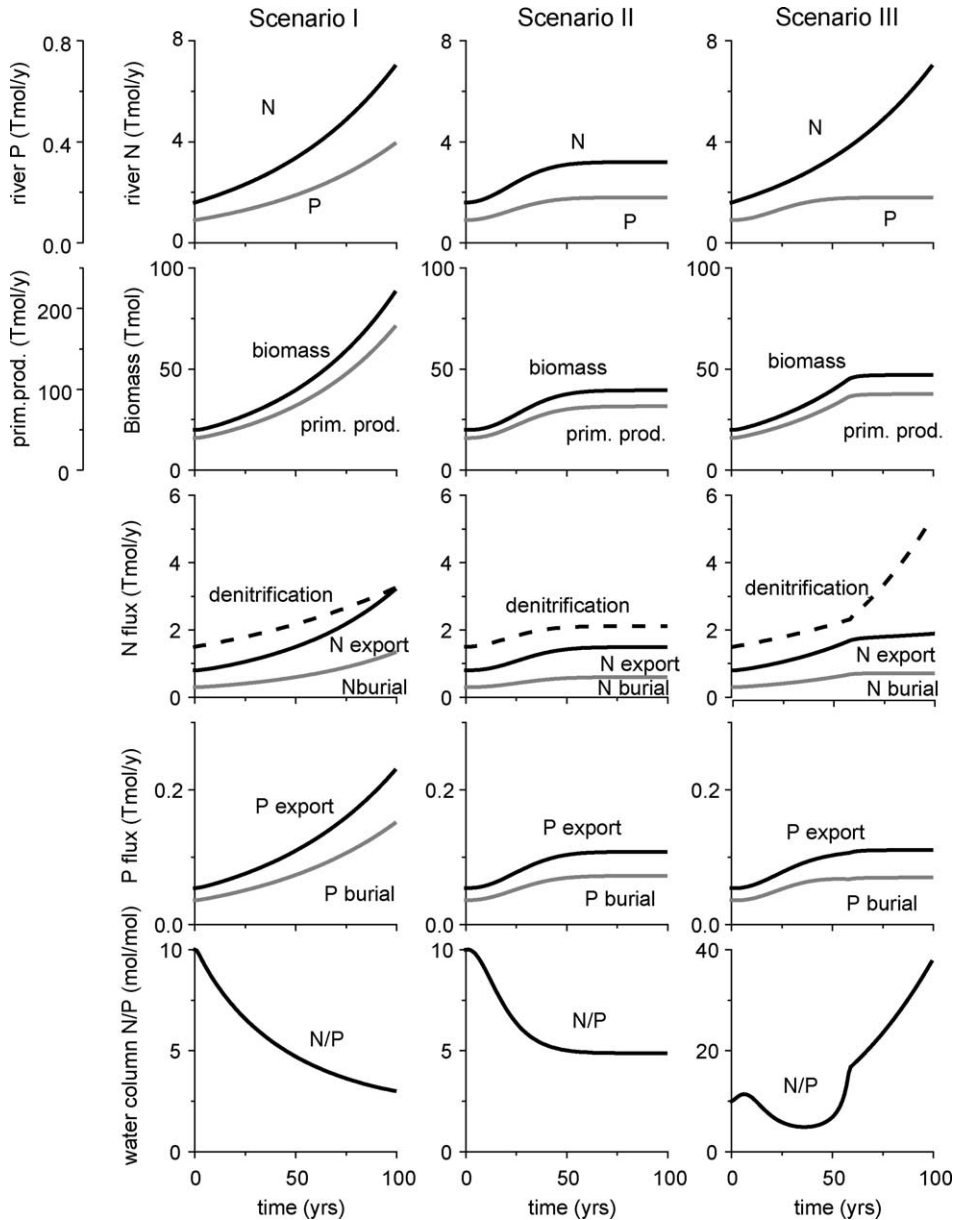 Scenario I
Scenario II
Scenario III
river P (Tmol/y)
0.8
0.4
0.0
river N (Tmol/y)
8
4
0
N
P
8
4
0
N
P
8
4
0
N
P
prim.prod. (Tmol/y)
200
100
0
Biomass (Tmol)
100
50
0
biomass
prim. prod.
100
50
0
biomass
prim. prod.
100
50
0
biomass
prim. prod.
N flux (Tmol/y)
6
4
2
0
denitrification
N export
Nburial
6
4
2
0
denitrification
N export
N burial
6
4
2
0
denitrification
N export
N burial
P flux (Tmol/y)
0.2
0.0
P export
P burial
0.2
0.0
P export
P burial
0.2
0.0
P export
P burial
water column N/P (mol/mol)
10
5
0
N/P
0 50 100
time (yrs)
10
5
0
N/P
0 50 100
time (yrs)
40
20
0
N/P
0 50 100
time (yrs)